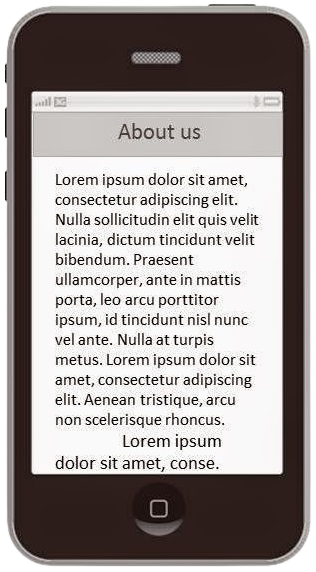 3G
About us
Lorem ipsum dolor sit amet,
consectetur adipiscing elit.
Nulla sollicitudin elit quis velit
lacinia, dictum tincidunt velit
bibendum. Praesent
ullamcorper, ante in mattis
porta, leo arcu porttitor
ipsum, id tincidunt nisl nunc
vel ante. Nulla at turpis
metus. Lorem ipsum dolor sit
amet, consectetur adipiscing
elit. Aenean tristique, arcu
non scelerisque rhoncus.
Lorem ipsum
dolor sit amet, conse.